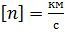 [n] = км/с